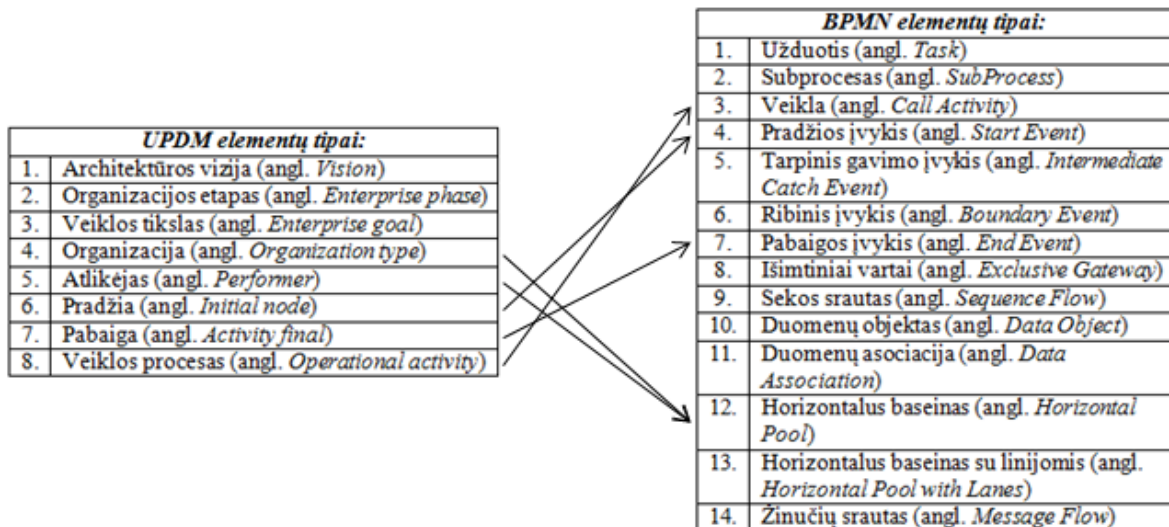 UPDM elementų tipai:
1. Architektūros vizija (angl. Vision)
2. Organizacijos etapas (angl. Enterprise phase)
3. Veiklos tikslas (angl. Enterprise goal)
4. Organizacija (angl. Organization type)
5. Atlikėjas (angl. Performer)
6. Pradžia (angl. Initial node)
7. Pabaiga (angl. Activity final)
8. Veiklos procesas (angl. Operational activity)
BPMN elementų tipai:
1. Užduotis (angl. Task)
2. Subprocesas (angl. SubProcess)
3. Veikla (angl. Call Activity)
4. Pradžios įvykis (angl. Start Event)
5. Tarpinis gavimo įvykis (angl. Intermediate
Catch Event)
6. Ribinis įvykis (angl. Boundary Event)
7. Pabaigos įvykis (angl. End Event)
8. Išimtiniai vartai (angl. Exclusive Gateway)
9. Sekos srautas (angl. Sequence Flow)
10. Duomenų objektas (angl. Data Object)
11. Duomenų asociacija (angl. Data
Association)
12. Horizontalus baseinas (angl. Horizontal
Pool)
13. Horizontalus baseinas su linijomis (angl.
Horizontal Pool with Lanes)
14. Žinučių srautas (angl. Message Flow)